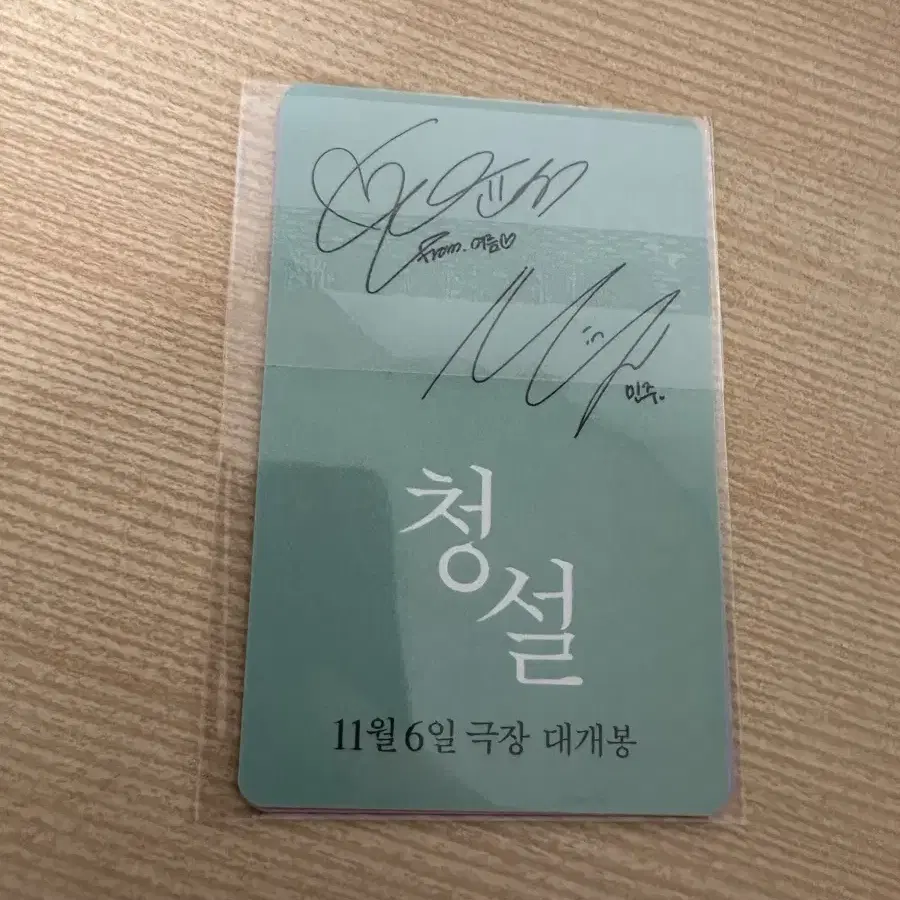 From. 여름♡
민주.
청
설
11월 6일 극장 대개봉